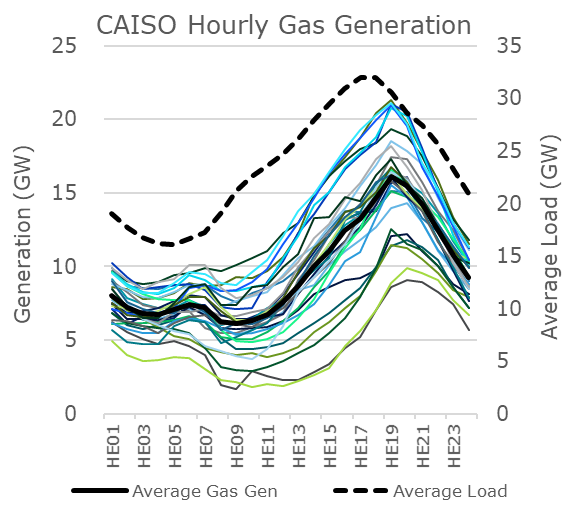 CAISO Hourly Gas Generation
25
20
15
10
5
0
Generation (GW)
35
30
25
20
15
10
5
0
Average Load (GW)
HE01
HE03
HE05
HE07
HE09
HE11
HE13
HE15
HE17
HE19
HE21
HE23
Average Gas Gen
Average Load